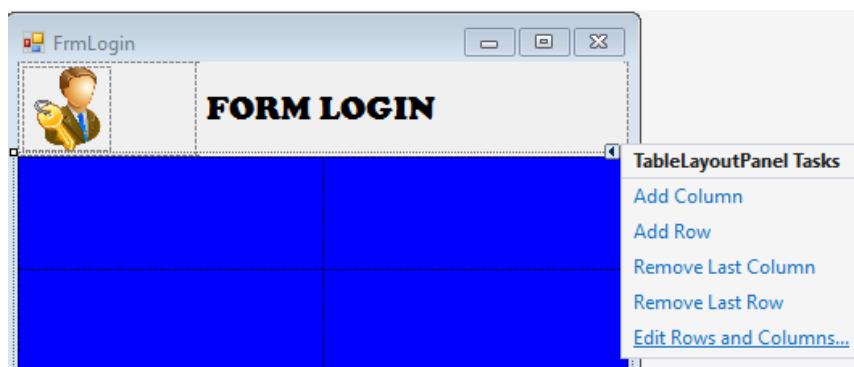 FrmLogin
FORM LOGIN
TableLayoutPanel Tasks
Add Column
Add Row
Remove Last Column
Remove Last Row
Edit Rows and Columns...